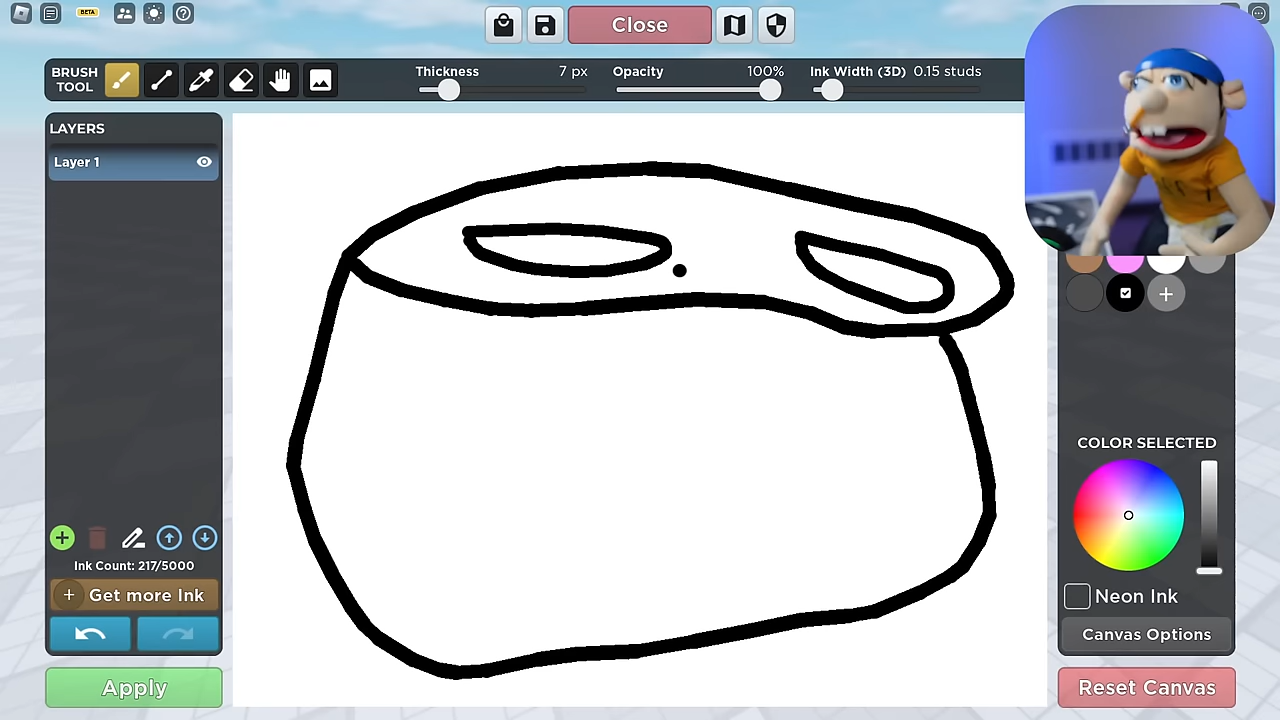 BETA
Close
BRUSH
TOOL
Thickness 7 px
Opacity 100%
Ink Width (3D) 0.15 studs
LAYERS
Layer 1
Ink Count: 217/5000
+ Get more Ink
Apply
COLOR SELECTED
Neon Ink
Canvas Options
Reset Canvas